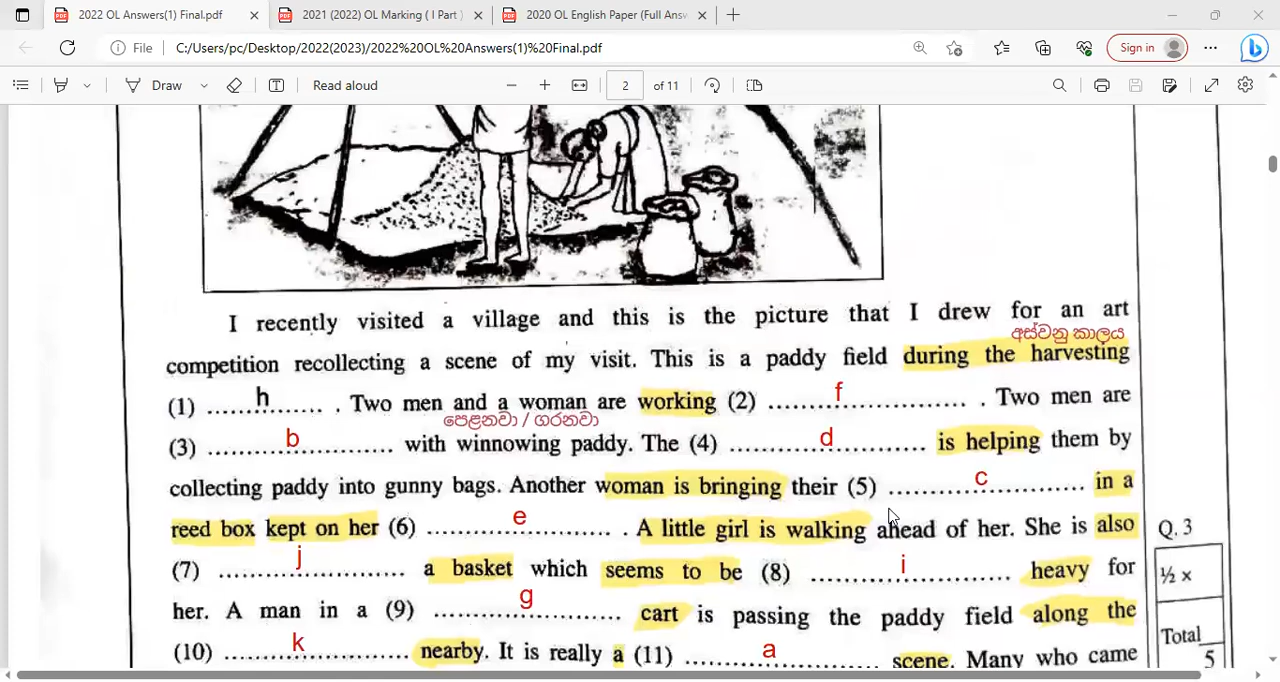 2022 OL Answers(1) Final.pdf
2021 (2022) OL Marking ( I Part )
2020 OL English Paper (Full Answ
File C:/Users/pc/Desktop/2022(2023)/2022%20OL%20Answers(1)%20Final.pdf
Sign in
Draw
Read aloud
2 of 11
I recently visited a village and this is the picture that I drew for an art
අස්වනු කාලය
competition recollecting a scene of my visit. This is a paddy field during the harvesting
(1) ......h...... . Two men and a woman are working (2) ......f...... . Two men are
පෙළනවා / ගරනවා
(3) ......b...... with winnowing paddy. The (4) ......d...... is helping them by
collecting paddy into gunny bags. Another woman is bringing their (5) ......c...... in a
reed box kept on her (6) ......e...... . A little girl is walking ahead of her. She is also
Q. 3
(7) ......j...... a basket which seems to be (8) ......i...... heavy for
½ x
her. A man in a (9) ......g...... cart is passing the paddy field along the
Total
5
(10) ......k...... nearby. It is really a (11) ......a...... scene. Many who came